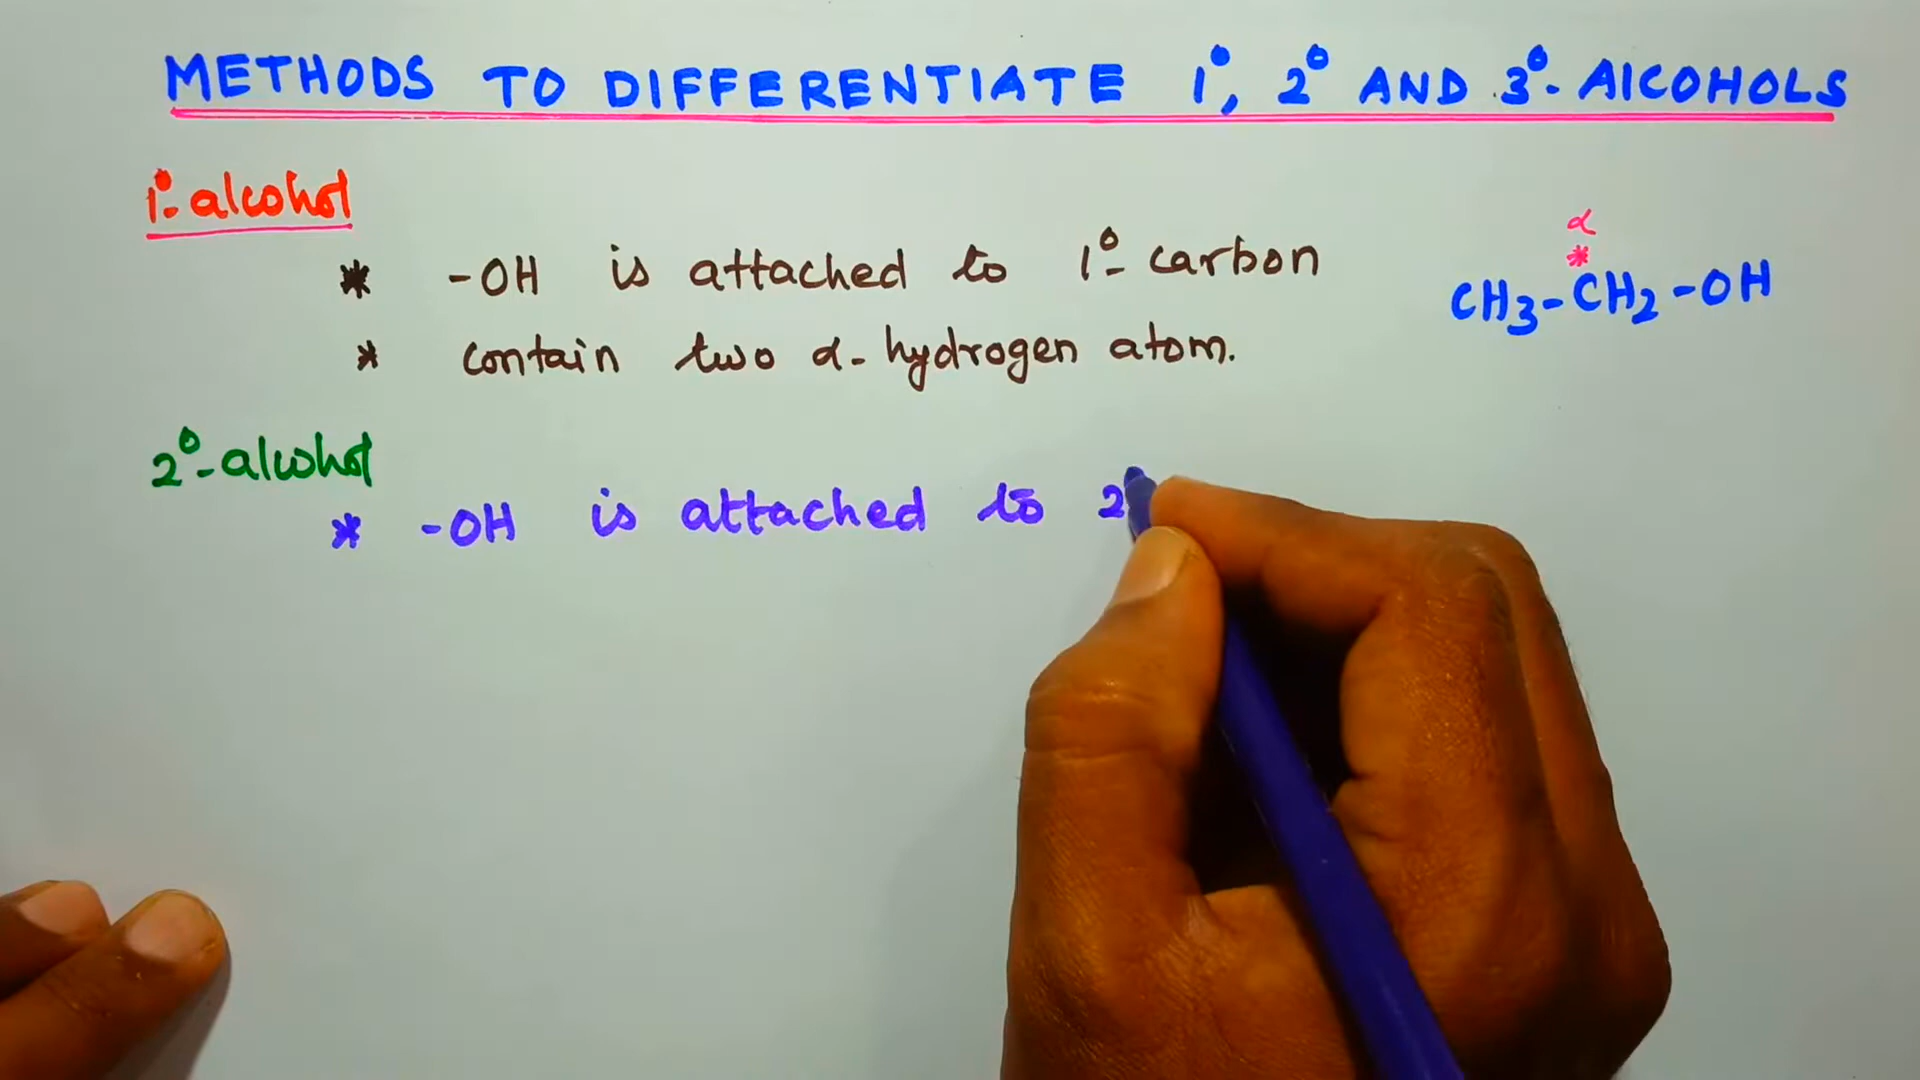 METHODS TO DIFFERENTIATE 1°, 2° AND 3°- AlCOHOLS
1°-alcohol
α
* -OH is attached to 1°- carbon
*
CH3-CH2-OH
* contain two α-hydrogen atom.
2°-alcohol
* -OH is attached to 2